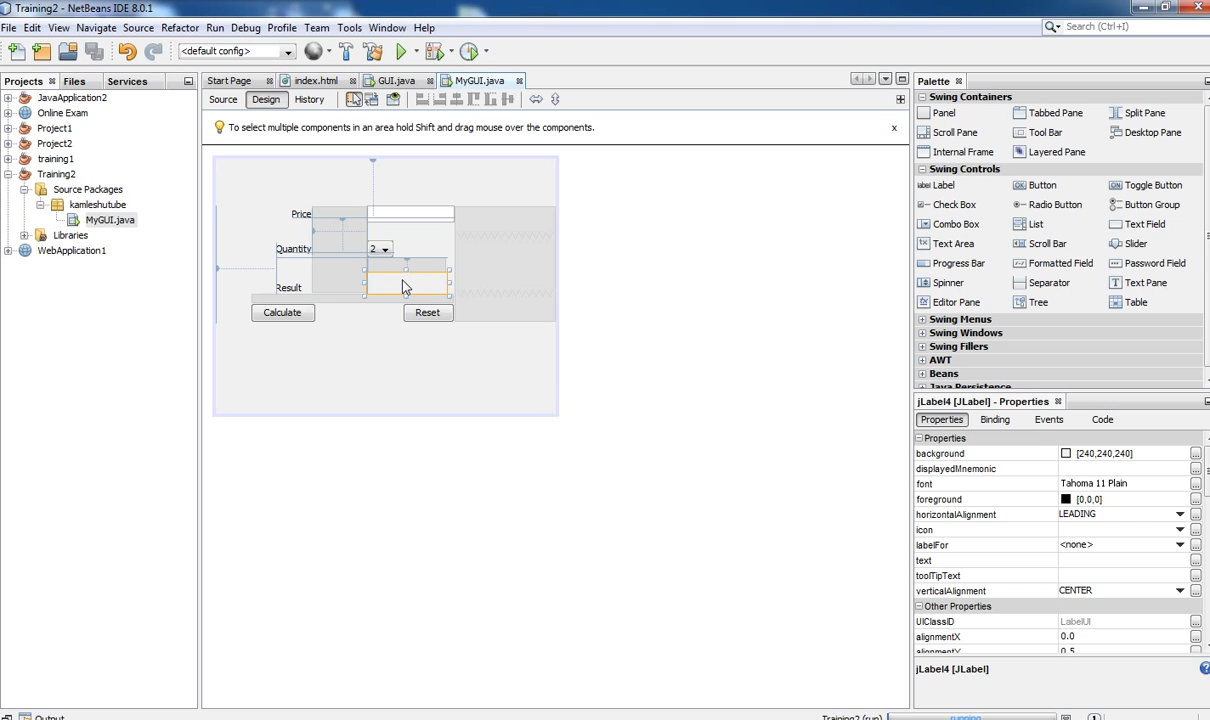 Training2 - NetBeans IDE 8.0.1
File Edit View Navigate Source Refactor Run Debug Profile Team Tools Window Help
Search (Ctrl+I)
<default config>
Projects Files Services
JavaApplication2
Online Exam
Project1
Project2
training1
Training2
Source Packages
kamleshutube
MyGUI.java
Libraries
WebApplication1
Start Page index.html GUI.java MyGUI.java
Source Design History
To select multiple components in an area hold Shift and drag mouse over the components. x
Price
Quantity 2
Result
Calculate Reset
Palette
Swing Containers
Panel Tabbed Pane Split Pane
Scroll Pane Tool Bar Desktop Pane
Internal Frame Layered Pane
Swing Controls
label Label OK Button Toggle Button
Check Box Radio Button Button Group
Combo Box List Text Field
Text Area Scroll Bar Slider
Progress Bar Formatted Field Password Field
Spinner Separator Text Pane
Editor Pane Tree Table
Swing Menus
Swing Windows
Swing Fillers
AWT
Beans
Java Persistence
jLabel4 [JLabel] - Properties
Properties Binding Events Code
Properties
background [240,240,240] ...
displayedMnemonic ...
font Tahoma 11 Plain ...
foreground [0,0,0] ...
horizontalAlignment LEADING ...
icon ...
labelFor <none> ...
text ...
toolTipText ...
verticalAlignment CENTER ...
Other Properties
UIClassID LabelUI ...
alignmentX 0.0 ...
alignmentY 0.5
jLabel4 [JLabel]
Output
Training2 (run) running 1